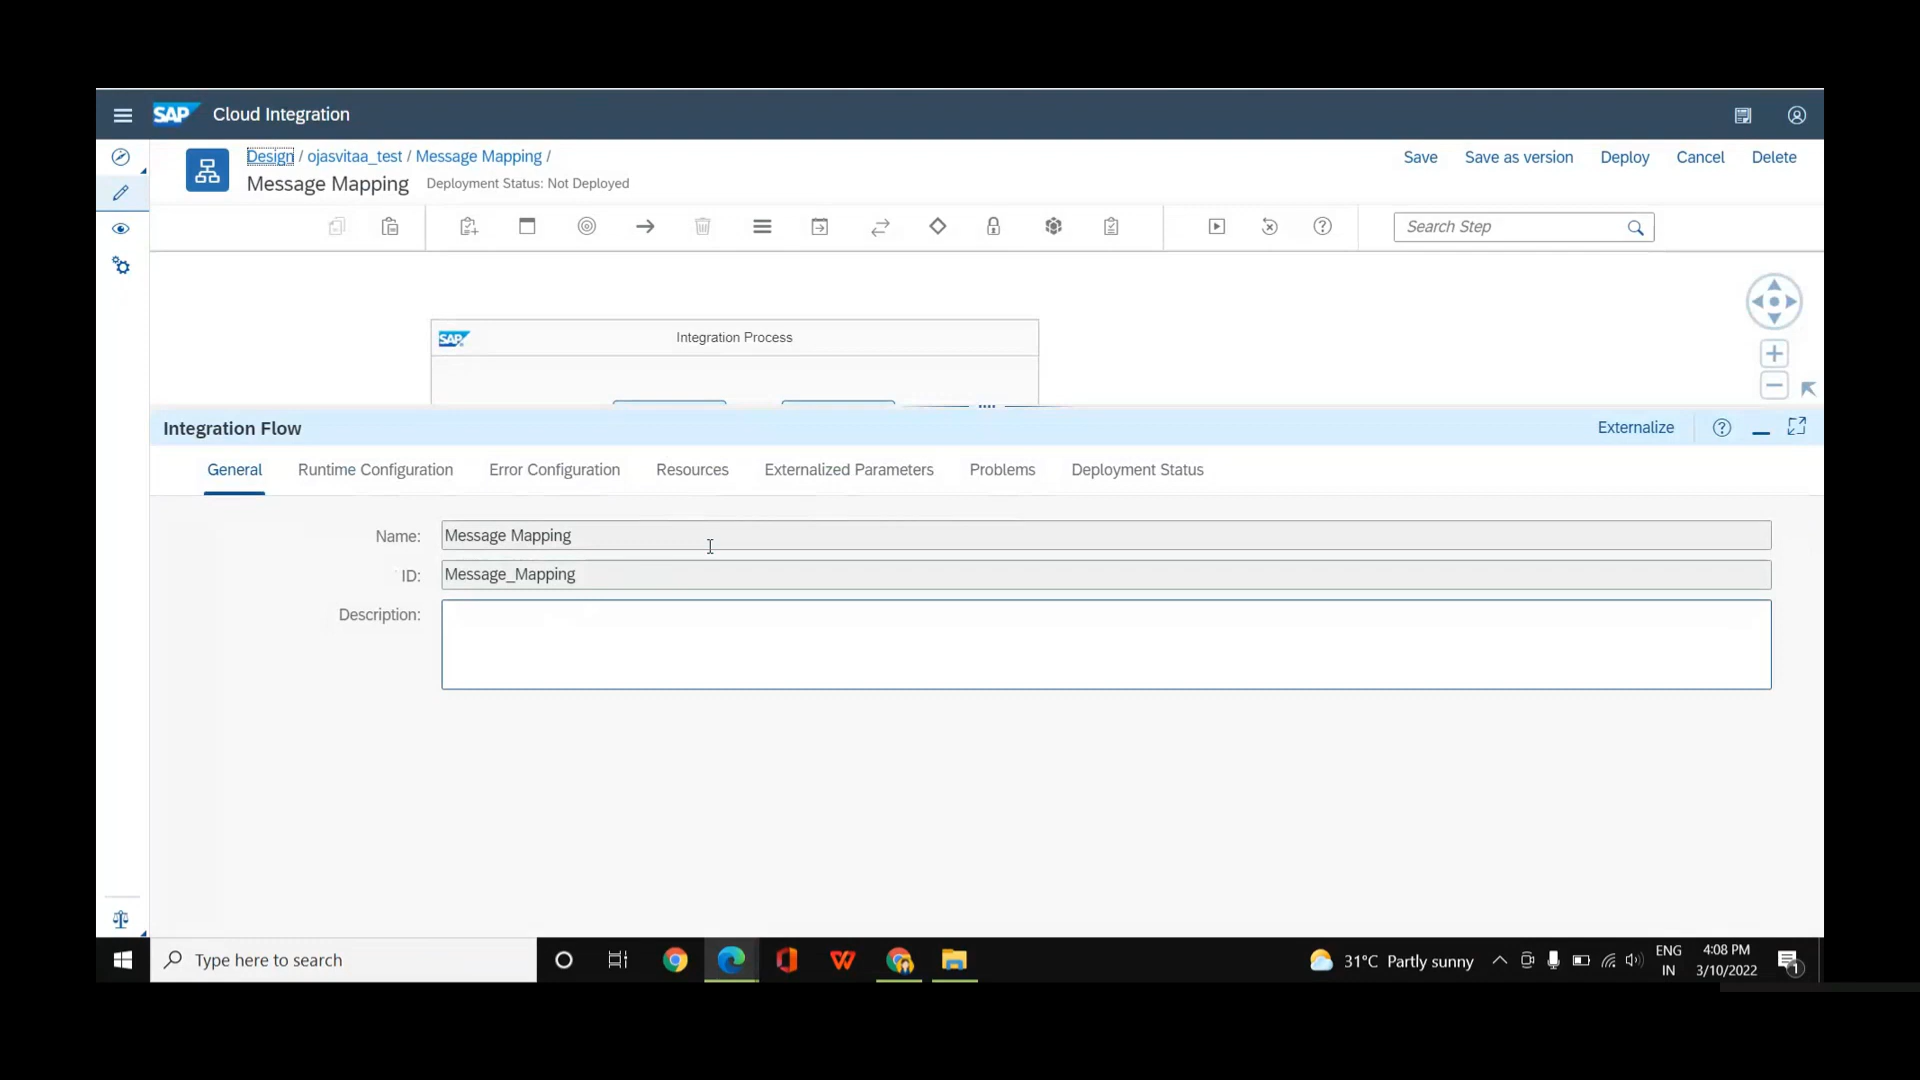 SAP Cloud Integration
Design / ojasvitaa_test / Message Mapping /
Message Mapping Deployment Status: Not Deployed
Save Save as version Deploy Cancel Delete
Search Step
SAP Integration Process
Integration Flow Externalize
General Runtime Configuration Error Configuration Resources Externalized Parameters Problems Deployment Status
Name: Message Mapping
ID: Message_Mapping
Description:
Type here to search
31°C Partly sunny
ENG
IN
4:08 PM
3/10/2022
1